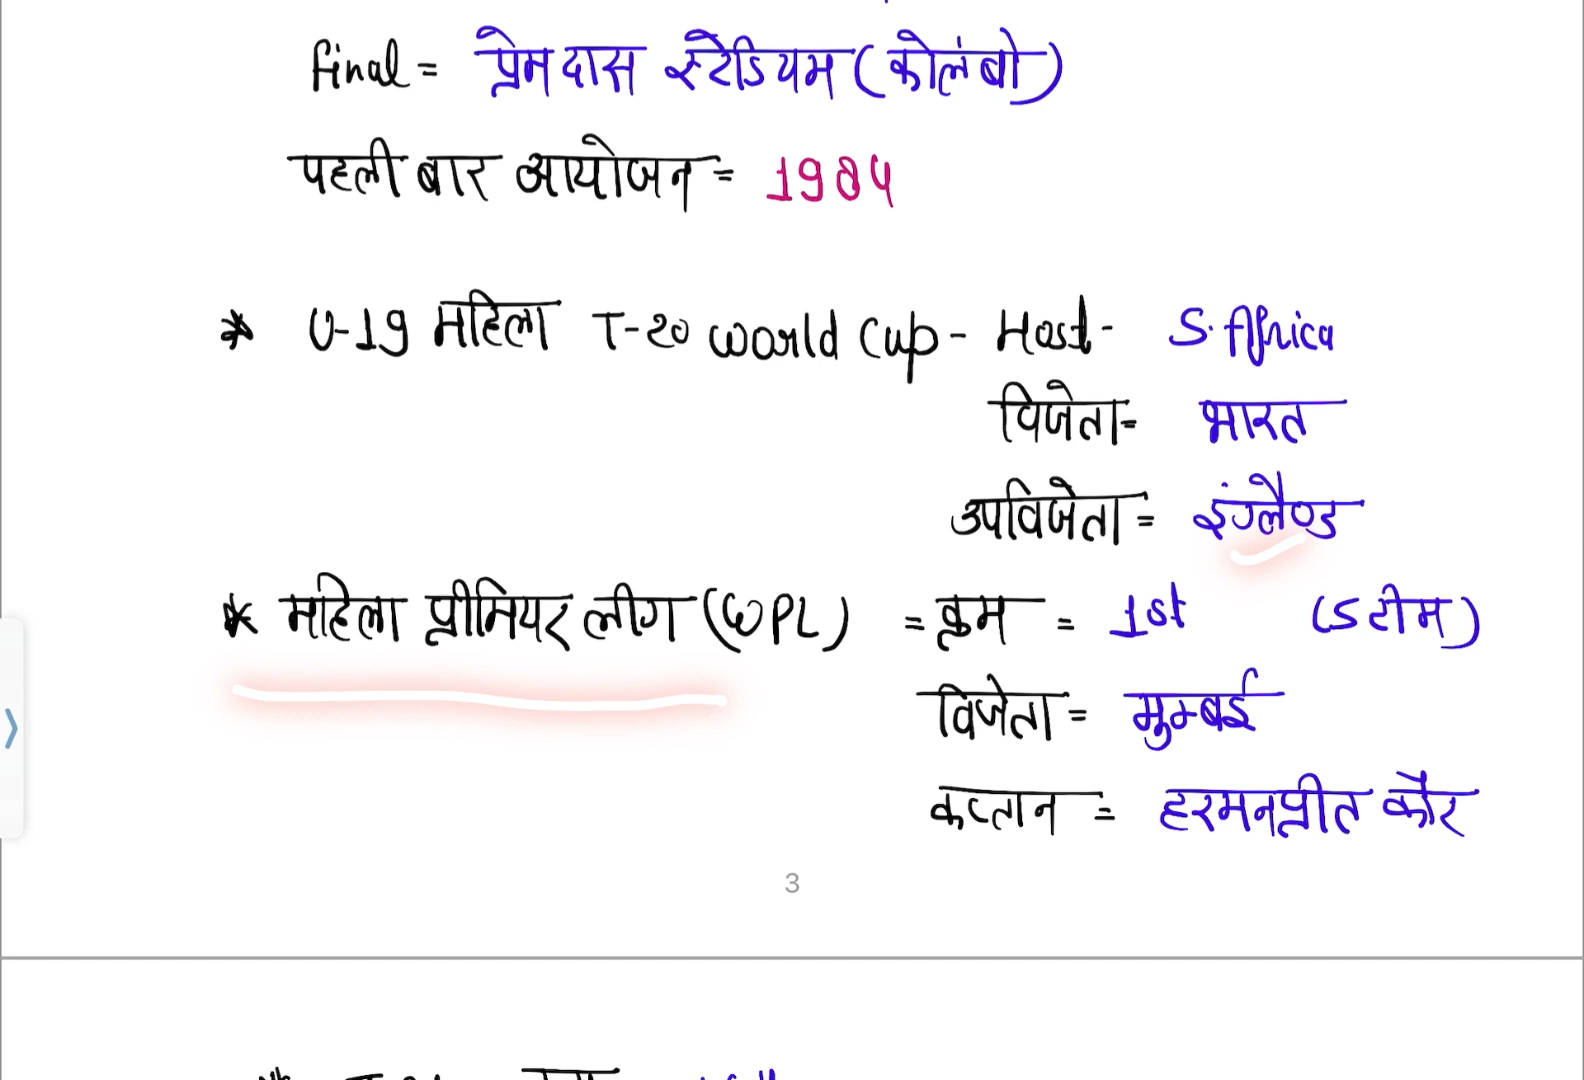 final = प्रेमदास स्टेडियम (कोलंबो)
पहली बार आयोजन = 1984
* U-19 महिला T-20 world cup - Host - S. Africa
विजेता = भारत
उपविजेता = इंग्लैण्ड
* महिला प्रीमियर लीग (WPL) = क्रम = 1st (5 टीम)
विजेता = मुम्बई
कप्तान = हरमनप्रीत कौर
3